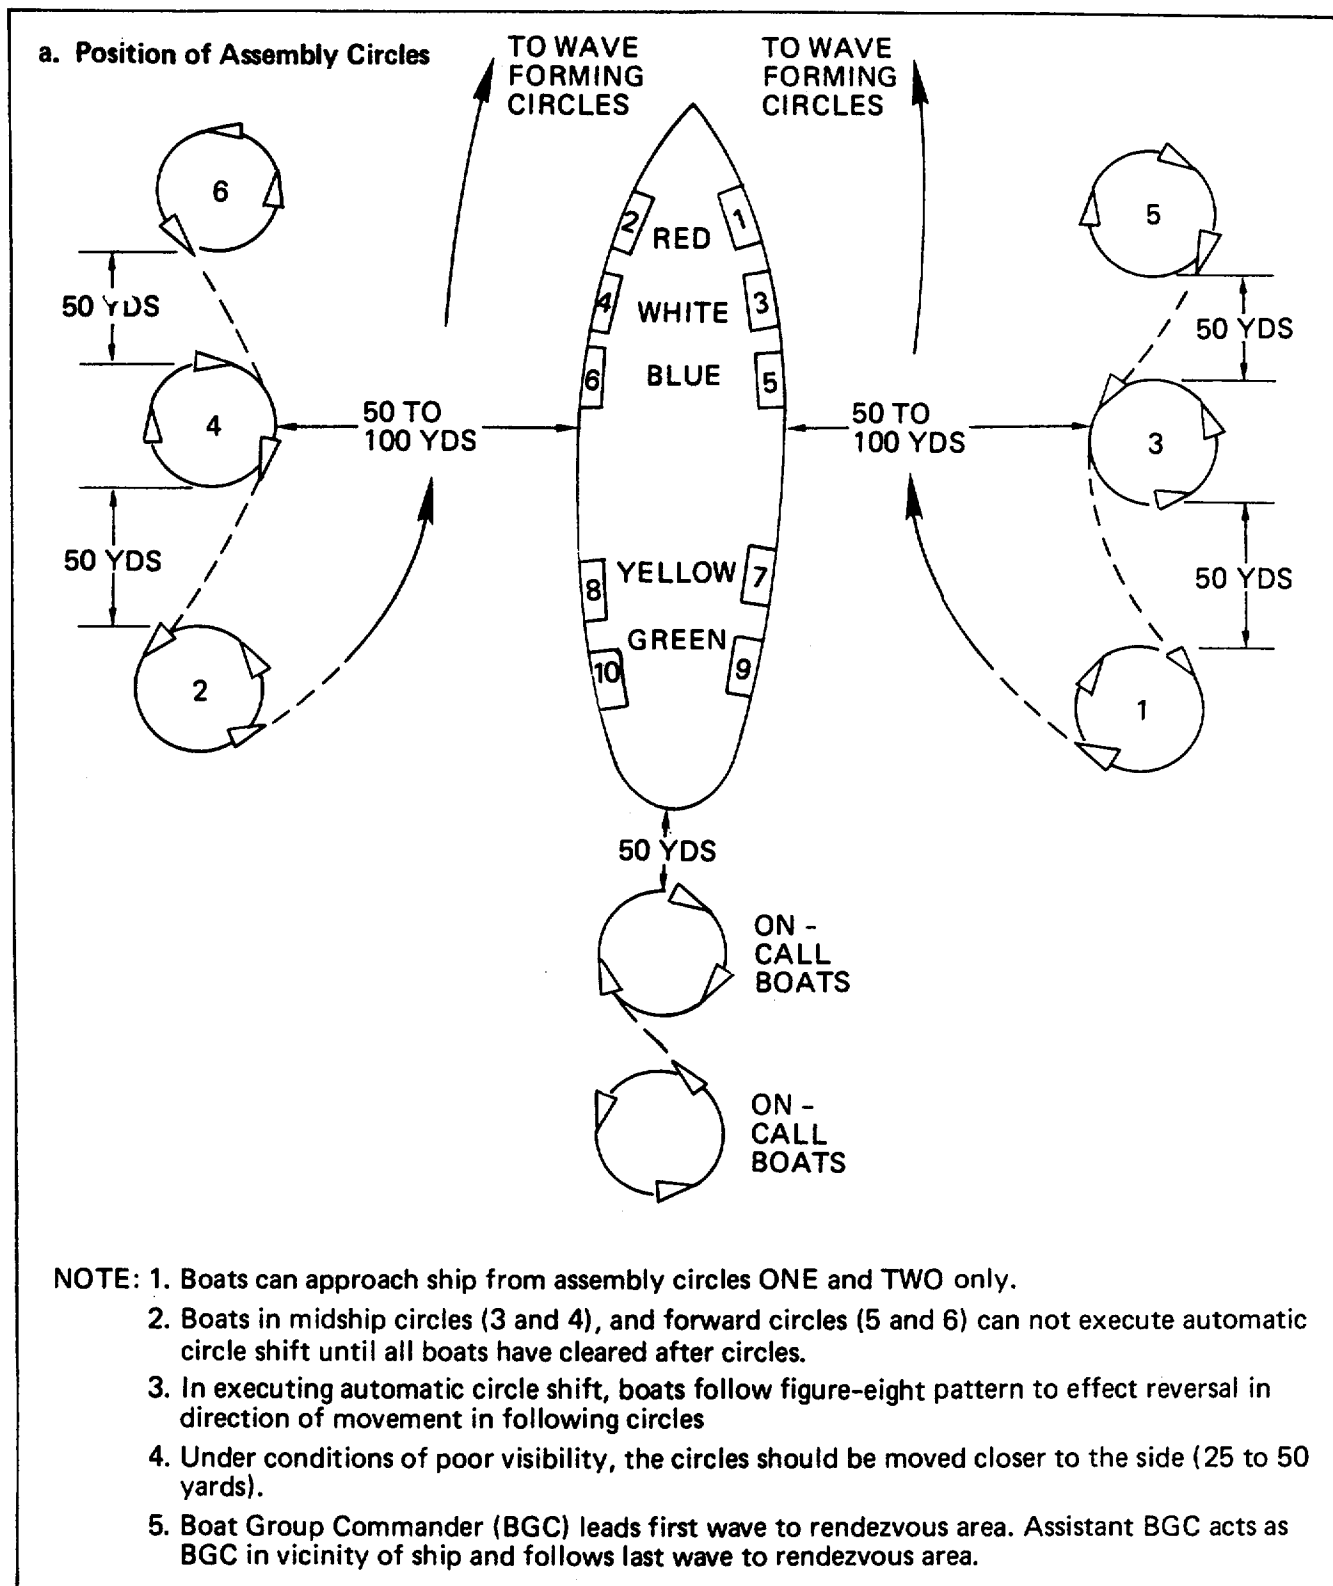 a. Position of Assembly Circles
TO WAVE
FORMING
CIRCLES
TO WAVE
FORMING
CIRCLES
6
5
2
RED
1
4
WHITE
3
6
BLUE
5
50 YDS
50 YDS
4
50 TO
100 YDS
50 TO
100 YDS
3
50 YDS
50 YDS
8
YELLOW
7
10
GREEN
9
2
1
50 YDS
ON -
CALL
BOATS
ON -
CALL
BOATS
NOTE: 1. Boats can approach ship from assembly circles ONE and TWO only.
2. Boats in midship circles (3 and 4), and forward circles (5 and 6) can not execute automatic
circle shift until all boats have cleared after circles.
3. In executing automatic circle shift, boats follow figure-eight pattern to effect reversal in
direction of movement in following circles
4. Under conditions of poor visibility, the circles should be moved closer to the side (25 to 50
yards).
5. Boat Group Commander (BGC) leads first wave to rendezvous area. Assistant BGC acts as
BGC in vicinity of ship and follows last wave to rendezvous area.